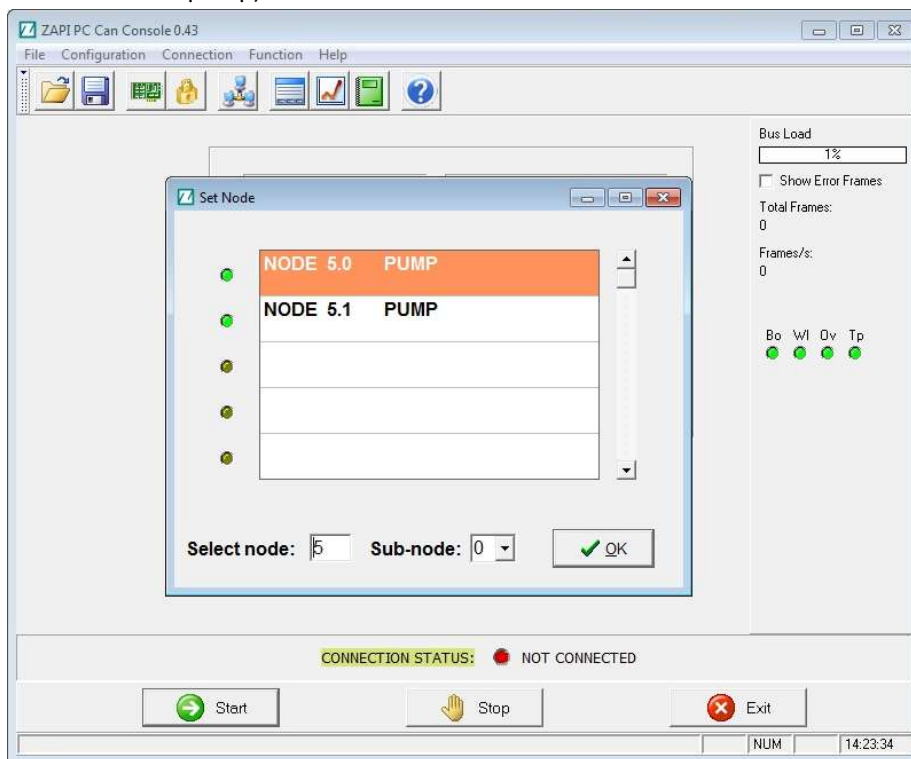 ZAPI PC Can Console 0.43
File Configuration Connection Function Help
Bus Load
1%
Show Error Frames
Total Frames:
0
Frames/s:
0
Bo Wl Ov Tp
Set Node
NODE 5.0 PUMP
NODE 5.1 PUMP
Select node: 5 Sub-node: 0 OK
CONNECTION STATUS: NOT CONNECTED
Start Stop Exit
NUM 14:23:34